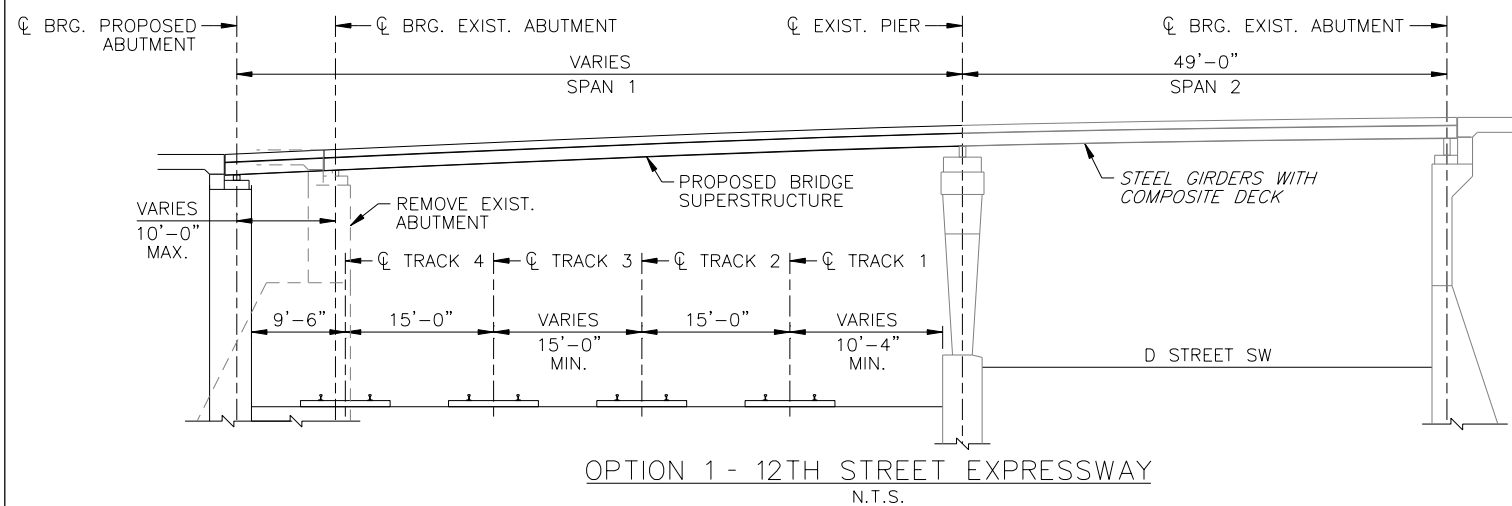 ℄ BRG. PROPOSED
ABUTMENT
℄ BRG. EXIST. ABUTMENT
℄ EXIST. PIER
℄ BRG. EXIST. ABUTMENT
VARIES
SPAN 1
49'-0"
SPAN 2
PROPOSED BRIDGE
SUPERSTRUCTURE
STEEL GIRDERS WITH
COMPOSITE DECK
REMOVE EXIST.
ABUTMENT
VARIES
10'-0"
MAX.
℄ TRACK 4
℄ TRACK 3
℄ TRACK 2
℄ TRACK 1
9'-6"
15'-0"
VARIES
15'-0"
MIN.
15'-0"
VARIES
10'-4"
MIN.
D STREET SW
OPTION 1 - 12TH STREET EXPRESSWAY
N.T.S.